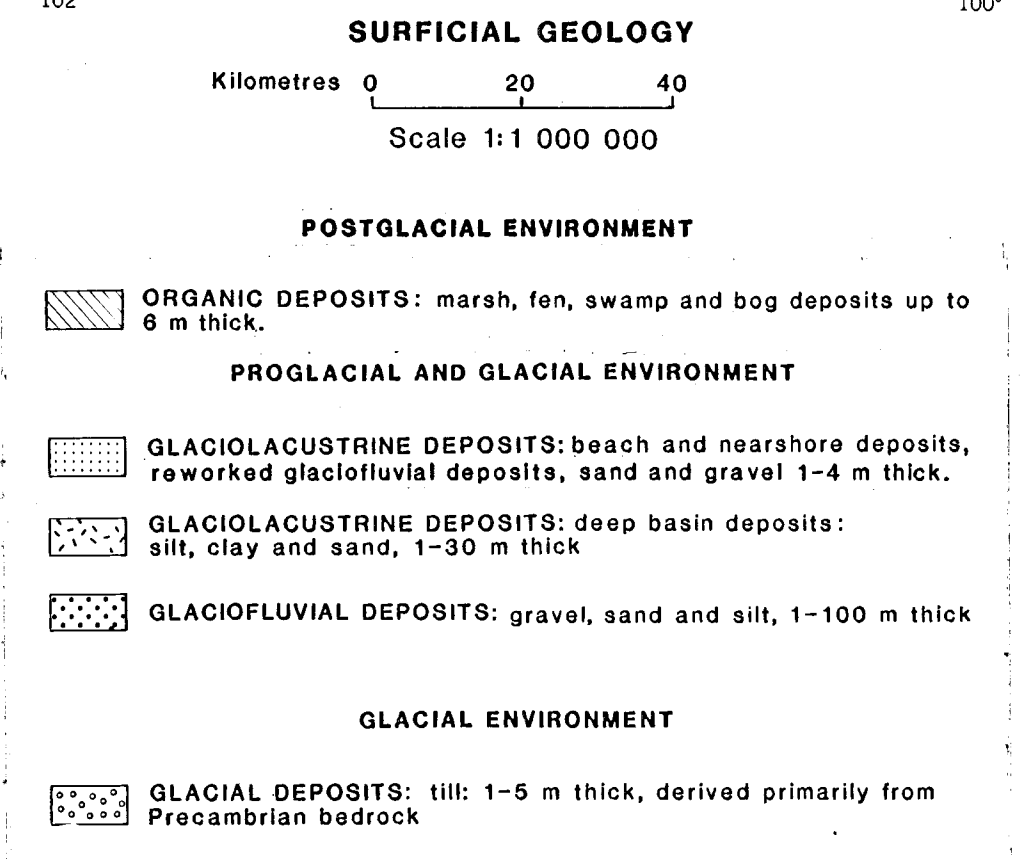 102
100°
SURFICIAL GEOLOGY
Kilometres 0 20 40
Scale 1:1 000 000
POSTGLACIAL ENVIRONMENT
ORGANIC DEPOSITS: marsh, fen, swamp and bog deposits up to
6 m thick.
PROGLACIAL AND GLACIAL ENVIRONMENT
GLACIOLACUSTRINE DEPOSITS: beach and nearshore deposits,
reworked glaciofluvial deposits, sand and gravel 1-4 m thick.
GLACIOLACUSTRINE DEPOSITS: deep basin deposits:
silt, clay and sand, 1-30 m thick
GLACIOFLUVIAL DEPOSITS: gravel, sand and silt, 1-100 m thick
GLACIAL ENVIRONMENT
GLACIAL DEPOSITS: till: 1-5 m thick, derived primarily from
Precambrian bedrock